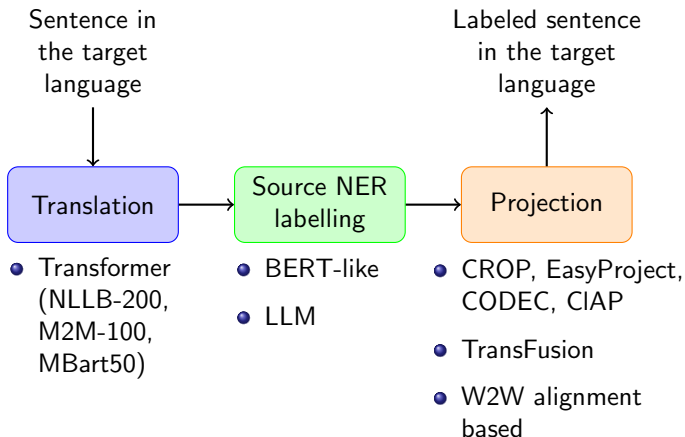 Sentence in
the target
language
Labeled sentence
in the target
language
Translation
Source NER
labelling
Projection
Transformer
(NLLB-200,
M2M-100,
MBart50)
BERT-like
LLM
CROP, EasyProject,
CODEC, CIAP
TransFusion
W2W alignment
based